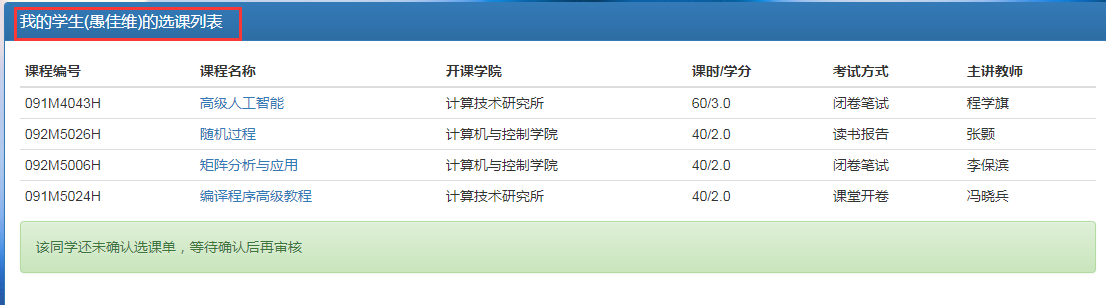 我的学生(愚佳维)的选课列表
课程编号 课程名称 开课学院 课时/学分 考试方式 主讲教师
091M4043H 高级人工智能 计算技术研究所 60/3.0 闭卷笔试 程学旗
092M5026H 随机过程 计算机与控制学院 40/2.0 读书报告 张颢
092M5006H 矩阵分析与应用 计算机与控制学院 40/2.0 闭卷笔试 李保滨
091M5024H 编译程序高级教程 计算技术研究所 40/2.0 课堂开卷 冯晓兵
该同学还未确认选课单，等待确认后再审核